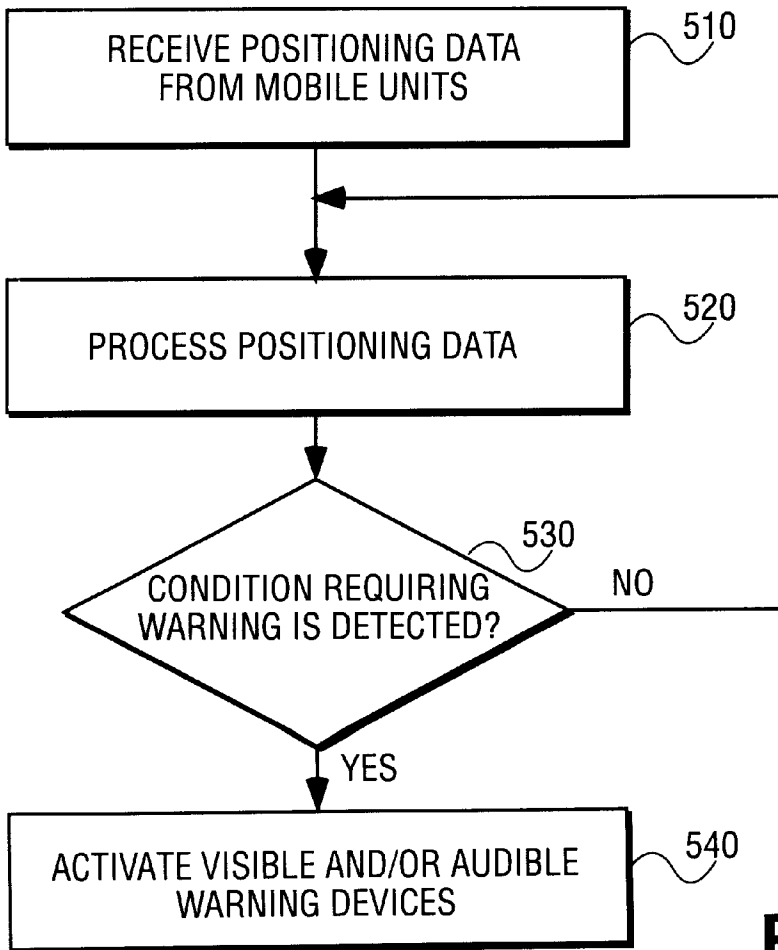 RECEIVE POSITIONING DATA
FROM MOBILE UNITS
510
PROCESS POSITIONING DATA
520
530
CONDITION REQUIRING
WARNING IS DETECTED?
NO
YES
ACTIVATE VISIBLE AND/OR AUDIBLE
WARNING DEVICES
540